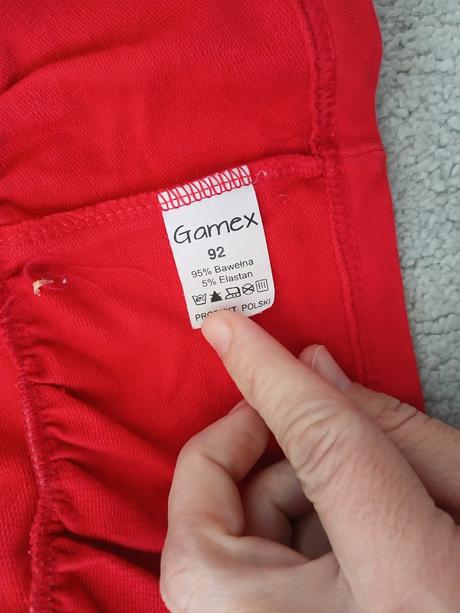 Gamex
92
95% Bawełna
5% Elastan
PRODUKT POLSKI